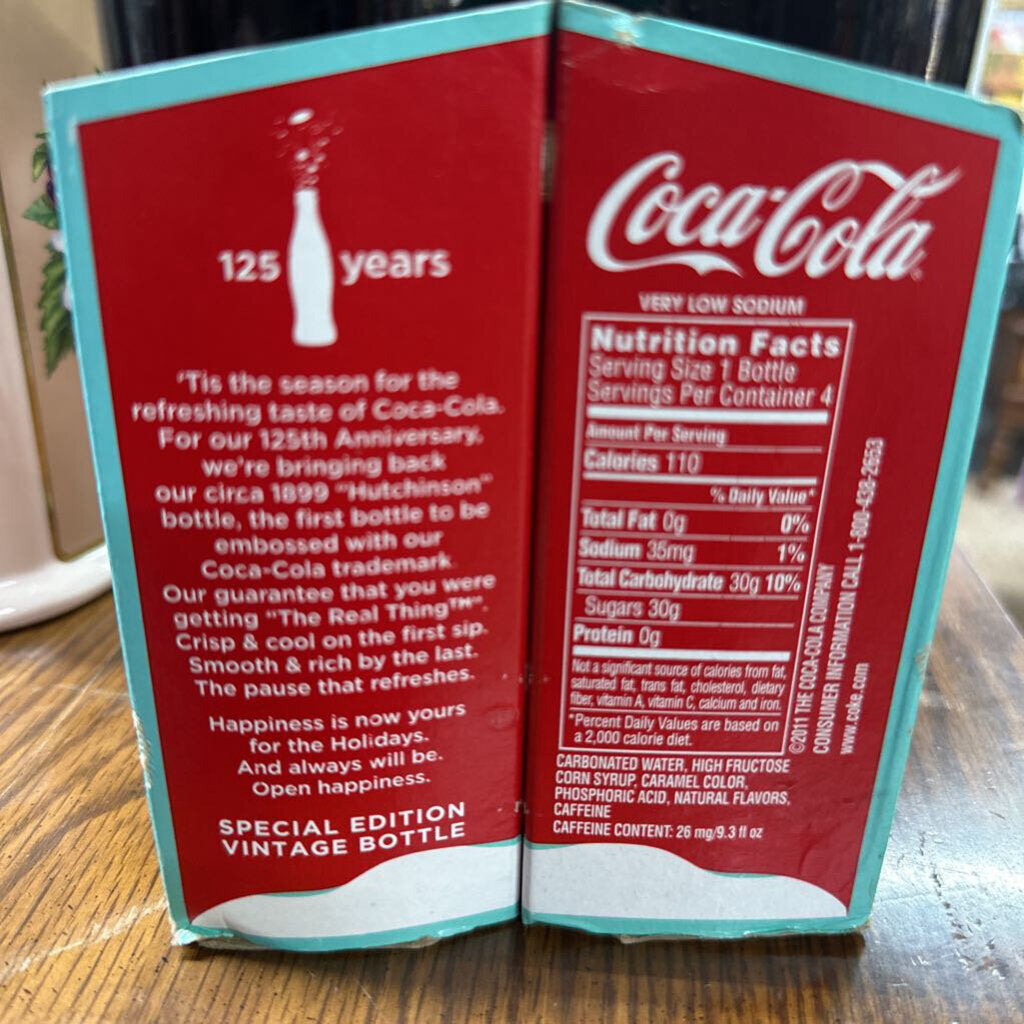 125 years
'Tis the season for the
refreshing taste of Coca-Cola.
For our 125th Anniversary,
we're bringing back
our circa 1899 "Hutchinson"
bottle, the first bottle to be
embossed with our
Coca-Cola trademark.
Our guarantee that you were
getting "The Real Thing™".
Crisp & cool on the first sip.
Smooth & rich by the last.
The pause that refreshes.
Happiness is now yours
for the Holidays.
And always will be.
Open happiness.
SPECIAL EDITION
VINTAGE BOTTLE
Coca-Cola
VERY LOW SODIUM
Nutrition Facts
Serving Size 1 Bottle
Servings Per Container 4
Amount Per Serving
Calories 110
% Daily Value*
Total Fat 0g 0%
Sodium 35mg 1%
Total Carbohydrate 30g 10%
Sugars 30g
Protein 0g
Not a significant source of calories from fat,
saturated fat, trans fat, cholesterol, dietary
fiber, vitamin A, vitamin C, calcium and iron.
*Percent Daily Values are based on
a 2,000 calorie diet.
©2011 THE COCA-COLA COMPANY
CONSUMER INFORMATION CALL 1-800-438-2653
www.coke.com
CARBONATED WATER, HIGH FRUCTOSE
CORN SYRUP, CARAMEL COLOR,
PHOSPHORIC ACID, NATURAL FLAVORS,
CAFFEINE
CAFFEINE CONTENT: 26 mg/9.3 fl oz